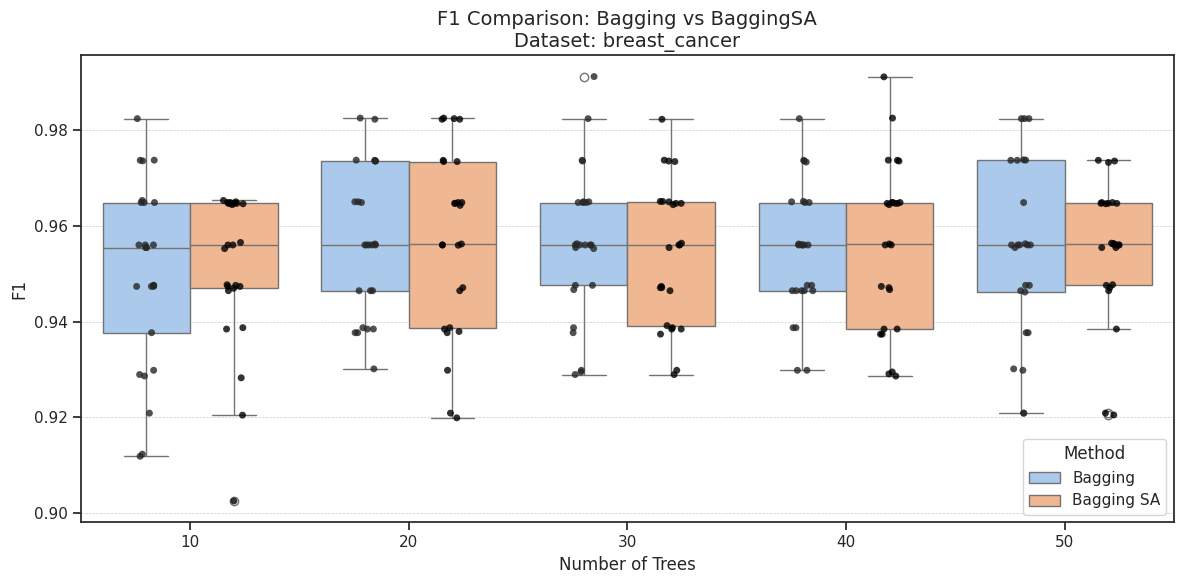 F1 Comparison: Bagging vs BaggingSA
Dataset: breast_cancer
F1
0.98
0.96
0.94
0.92
0.90
10
20
30
40
50
Number of Trees
Method
Bagging
Bagging SA